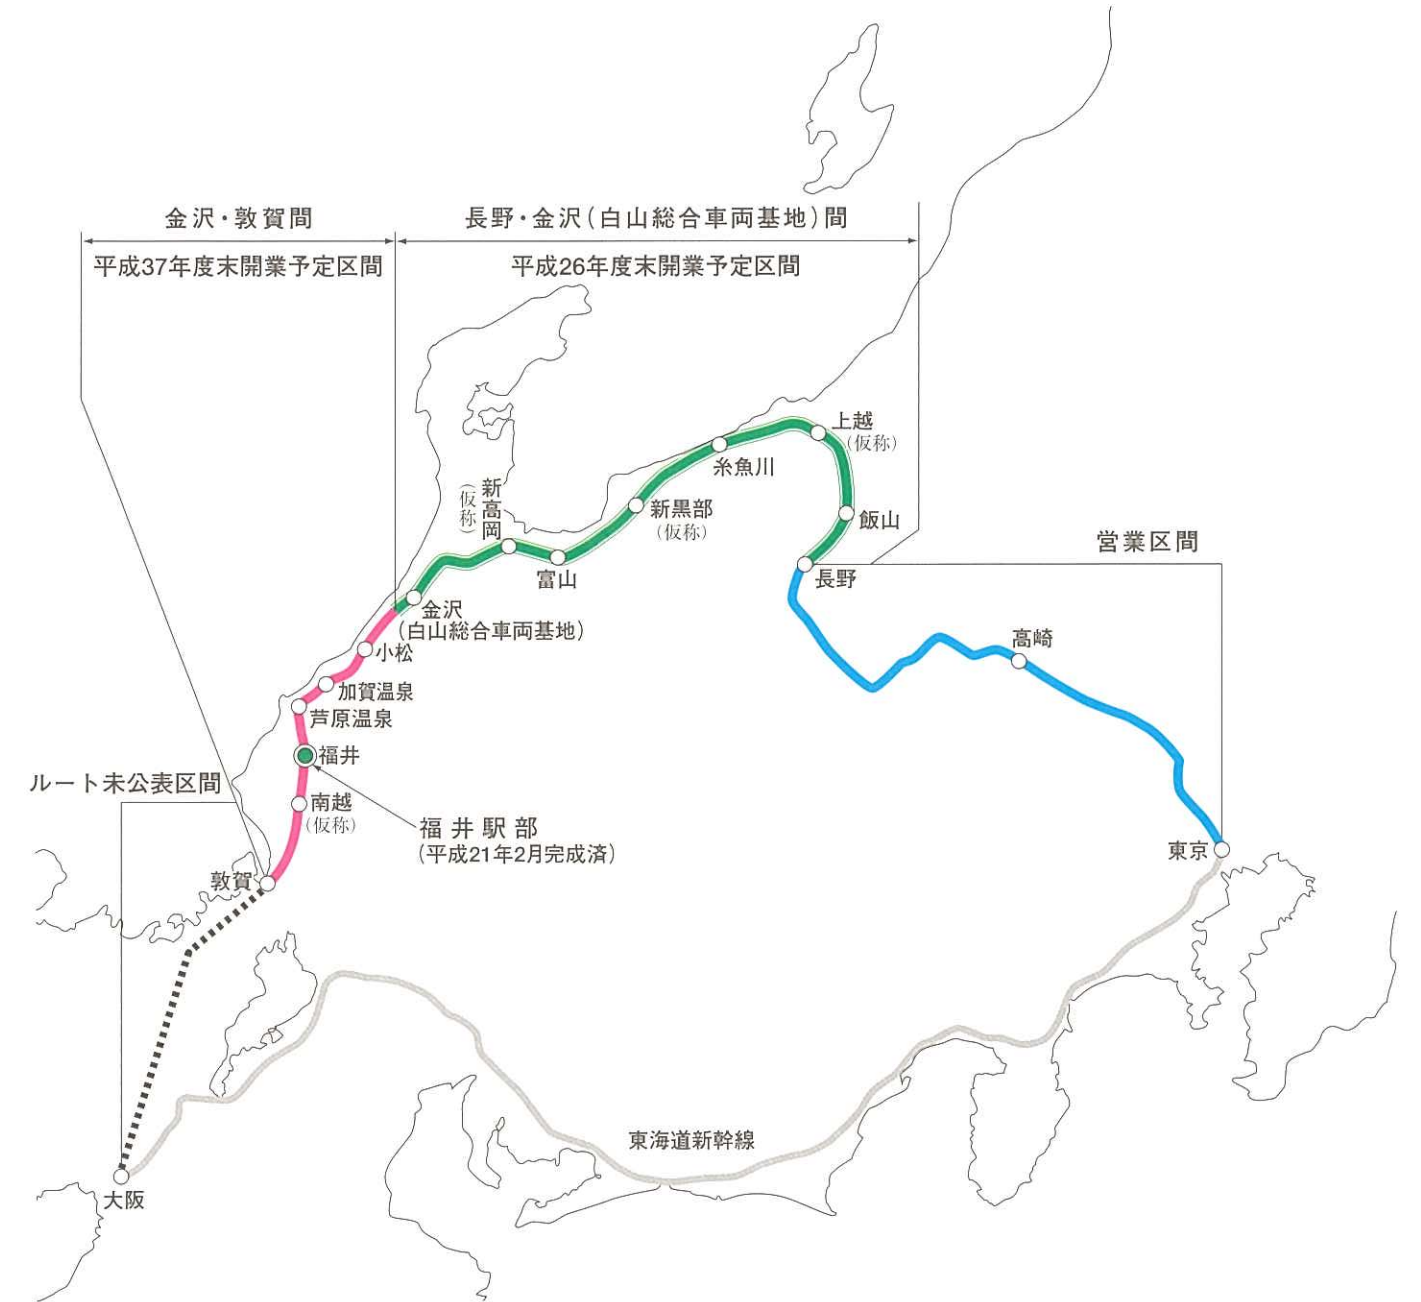 金沢・敦賀間
長野・金沢(白山総合車両基地)間
平成37年度末開業予定区間
平成26年度末開業予定区間
上越
(仮称)
糸魚川
新高岡
(仮称)
新黒部
(仮称)
飯山
営業区間
富山
長野
金沢
(白山総合車両基地)
高崎
小松
加賀温泉
芦原温泉
福井
ルート未公表区間
南越
(仮称)
福井駅部
(平成21年2月完成済)
東京
敦賀
東海道新幹線
大阪